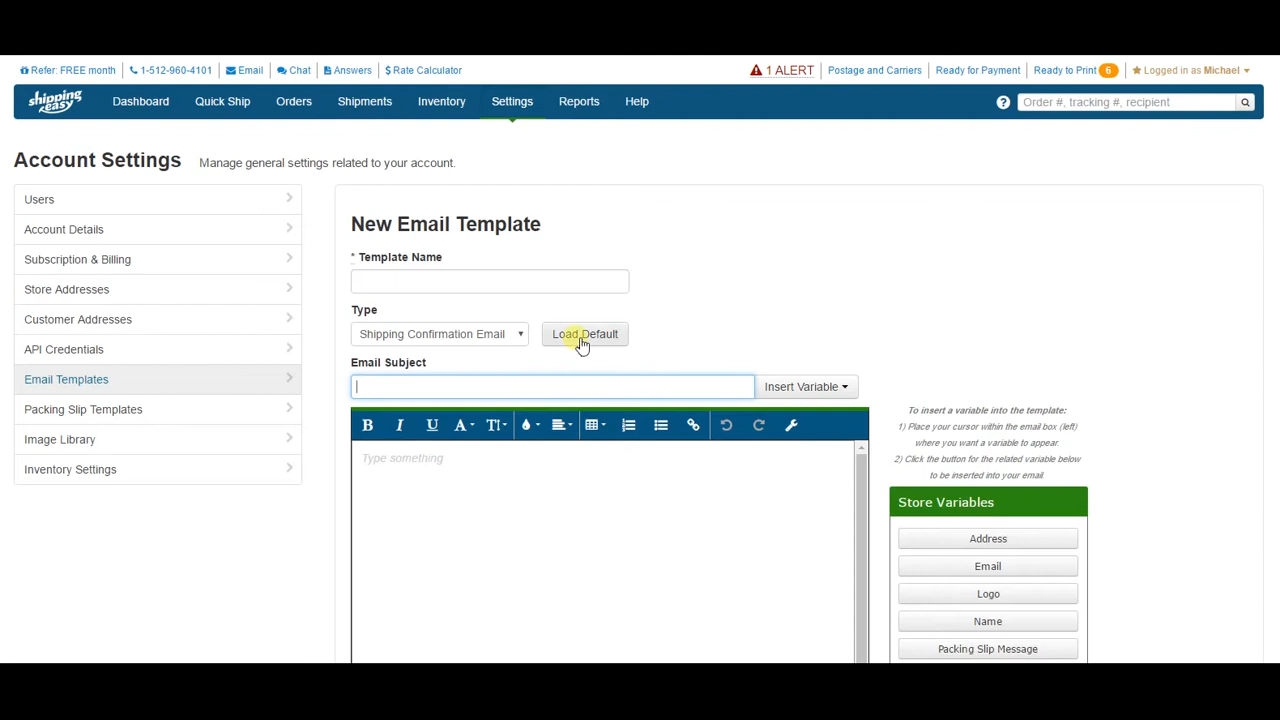 Refer: FREE month 1-512-960-4101 Email Chat Answers $ Rate Calculator 1 ALERT Postage and Carriers Ready for Payment Ready to Print 6 Logged in as Michael
shipping easy Dashboard Quick Ship Orders Shipments Inventory Settings Reports Help ? Order #, tracking #, recipient
Account Settings Manage general settings related to your account.
Users
Account Details
Subscription & Billing
Store Addresses
Customer Addresses
API Credentials
Email Templates
Packing Slip Templates
Image Library
Inventory Settings
New Email Template
* Template Name
Type
Shipping Confirmation Email Load Default
Email Subject
Insert Variable
B I U A T
Type something
To insert a variable into the template:
1) Place your cursor within the email box (left)
where you want a variable to appear.
2) Click the button for the related variable below
to be inserted into your email.
Store Variables
Address
Email
Logo
Name
Packing Slip Message